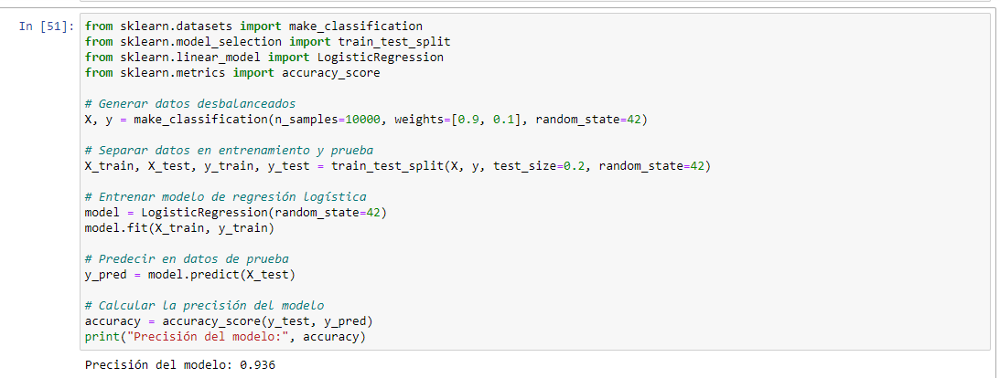 In [51]: from sklearn.datasets import make_classification
from sklearn.model_selection import train_test_split
from sklearn.linear_model import LogisticRegression
from sklearn.metrics import accuracy_score

# Generar datos desbalanceados
X, y = make_classification(n_samples=10000, weights=[0.9, 0.1], random_state=42)

# Separar datos en entrenamiento y prueba
X_train, X_test, y_train, y_test = train_test_split(X, y, test_size=0.2, random_state=42)

# Entrenar modelo de regresión logística
model = LogisticRegression(random_state=42)
model.fit(X_train, y_train)

# Predecir en datos de prueba
y_pred = model.predict(X_test)

# Calcular la precisión del modelo
accuracy = accuracy_score(y_test, y_pred)
print("Precisión del modelo:", accuracy)

Precisión del modelo: 0.936